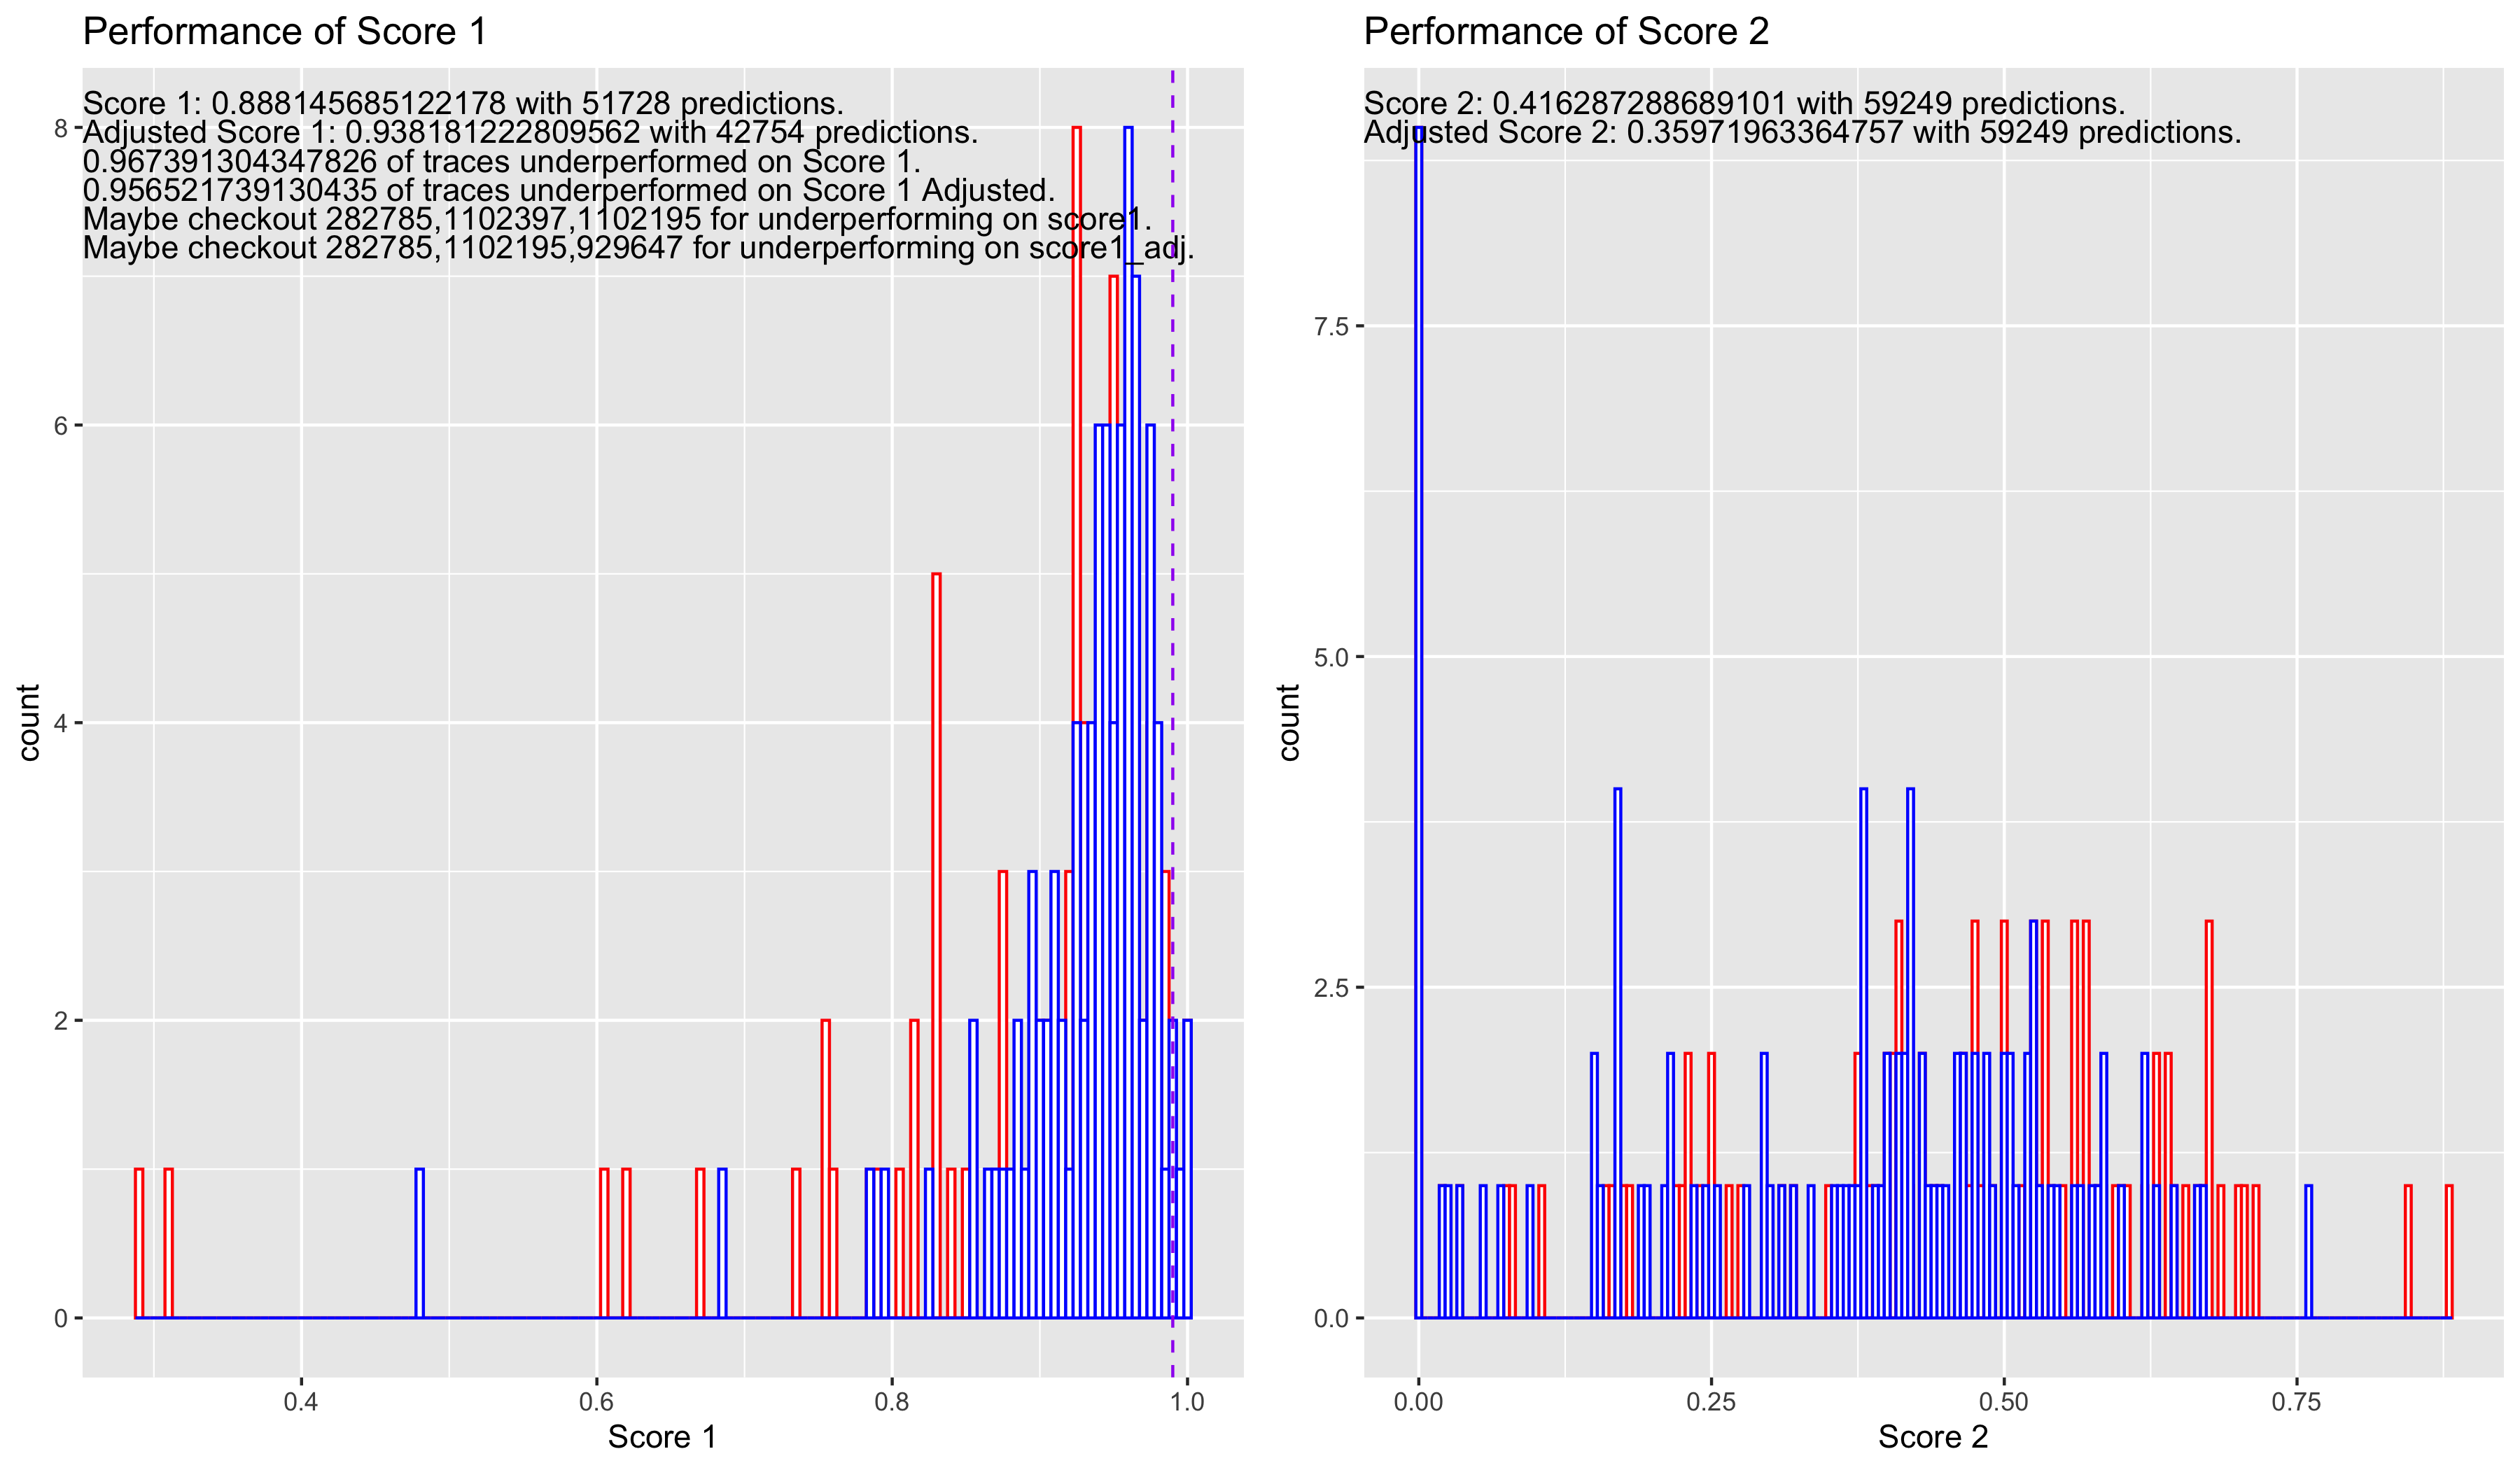 Performance of Score 1
Score 1: 0.888145685122178 with 51728 predictions.
Adjusted Score 1: 0.938181222809562 with 42754 predictions.
0.967391304347826 of traces underperformed on Score 1.
0.956521739130435 of traces underperformed on Score 1 Adjusted.
Maybe checkout 282785,1102397,1102195 for underperforming on score1.
Maybe checkout 282785,1102195,929647 for underperforming on score1_adj.
8
6
4
2
0
count
0.4 0.6 0.8 1.0
Score 1
Performance of Score 2
Score 2: 0.416287288689101 with 59249 predictions.
Adjusted Score 2: 0.35971963364757 with 59249 predictions.
7.5
5.0
2.5
0.0
count
0.00 0.25 0.50 0.75
Score 2